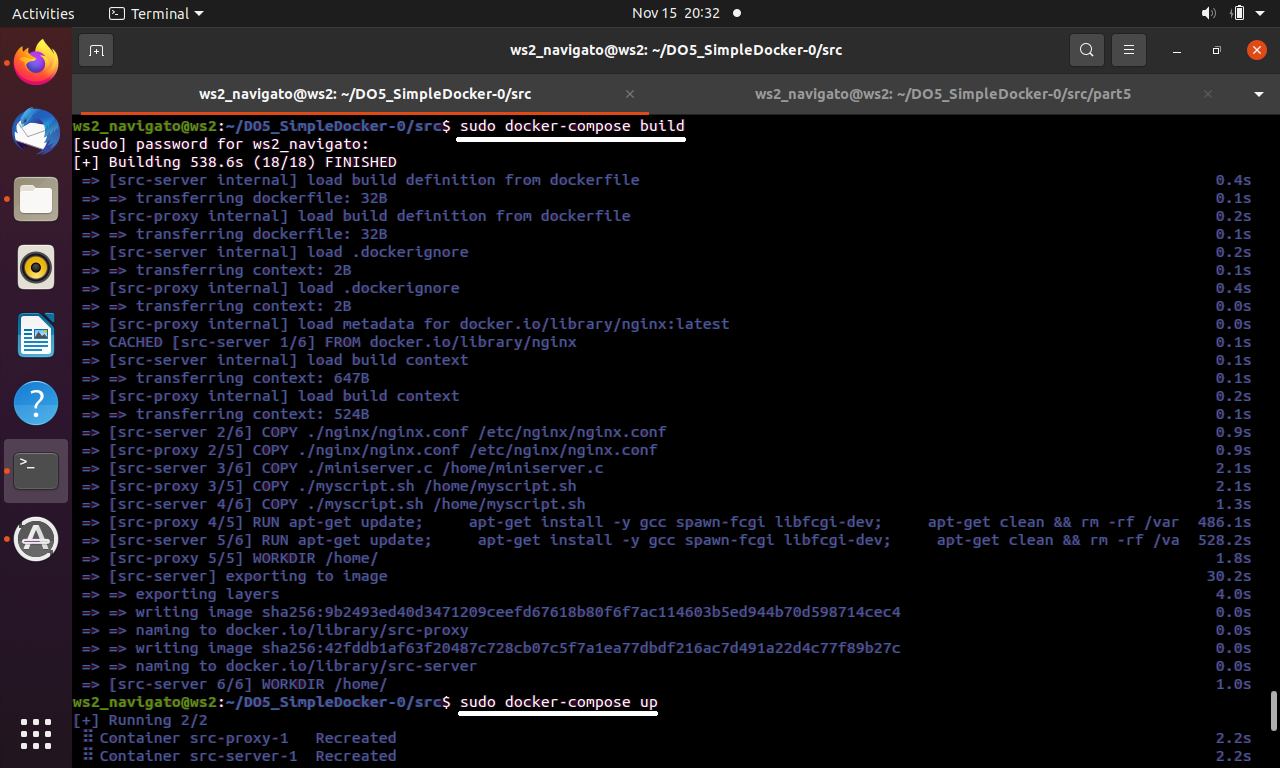 Activities
Terminal
Nov 15 20:32
ws2_navigato@ws2: ~/DO5_SimpleDocker-0/src
ws2_navigato@ws2: ~/DO5_SimpleDocker-0/src
ws2_navigato@ws2: ~/DO5_SimpleDocker-0/src/part5
ws2_navigato@ws2:~/DO5_SimpleDocker-0/src$ sudo docker-compose build
[sudo] password for ws2_navigato:
[+] Building 538.6s (18/18) FINISHED
=> [src-server internal] load build definition from dockerfile 0.4s
=> => transferring dockerfile: 32B 0.1s
=> [src-proxy internal] load build definition from dockerfile 0.2s
=> => transferring dockerfile: 32B 0.1s
=> [src-server internal] load .dockerignore 0.2s
=> => transferring context: 2B 0.1s
=> [src-proxy internal] load .dockerignore 0.4s
=> => transferring context: 2B 0.0s
=> [src-proxy internal] load metadata for docker.io/library/nginx:latest 0.0s
=> CACHED [src-server 1/6] FROM docker.io/library/nginx 0.1s
=> [src-server internal] load build context 0.1s
=> => transferring context: 647B 0.1s
=> [src-proxy internal] load build context 0.2s
=> => transferring context: 524B 0.1s
=> [src-server 2/6] COPY ./nginx/nginx.conf /etc/nginx/nginx.conf 0.9s
=> [src-proxy 2/5] COPY ./nginx/nginx.conf /etc/nginx/nginx.conf 0.9s
=> [src-server 3/6] COPY ./miniserver.c /home/miniserver.c 2.1s
=> [src-proxy 3/5] COPY ./myscript.sh /home/myscript.sh 2.1s
=> [src-server 4/6] COPY ./myscript.sh /home/myscript.sh 1.3s
=> [src-proxy 4/5] RUN apt-get update; apt-get install -y gcc spawn-fcgi libfcgi-dev; apt-get clean && rm -rf /var 486.1s
=> [src-server 5/6] RUN apt-get update; apt-get install -y gcc spawn-fcgi libfcgi-dev; apt-get clean && rm -rf /va 528.2s
=> [src-proxy 5/5] WORKDIR /home/ 1.8s
=> [src-server] exporting to image 30.2s
=> => exporting layers 4.0s
=> => writing image sha256:9b2493ed40d3471209ceefd67618b80f6f7ac114603b5ed944b70d598714cec4 0.0s
=> => naming to docker.io/library/src-proxy 0.0s
=> => writing image sha256:42fddb1af63f20487c728cb07c5f7a1ea77dbdf216ac7d491a22d4c77f89b27c 0.0s
=> => naming to docker.io/library/src-server 0.0s
=> [src-server 6/6] WORKDIR /home/ 1.0s
ws2_navigato@ws2:~/DO5_SimpleDocker-0/src$ sudo docker-compose up
[+] Running 2/2
⠿ Container src-proxy-1 Recreated 2.2s
⠿ Container src-server-1 Recreated 2.2s